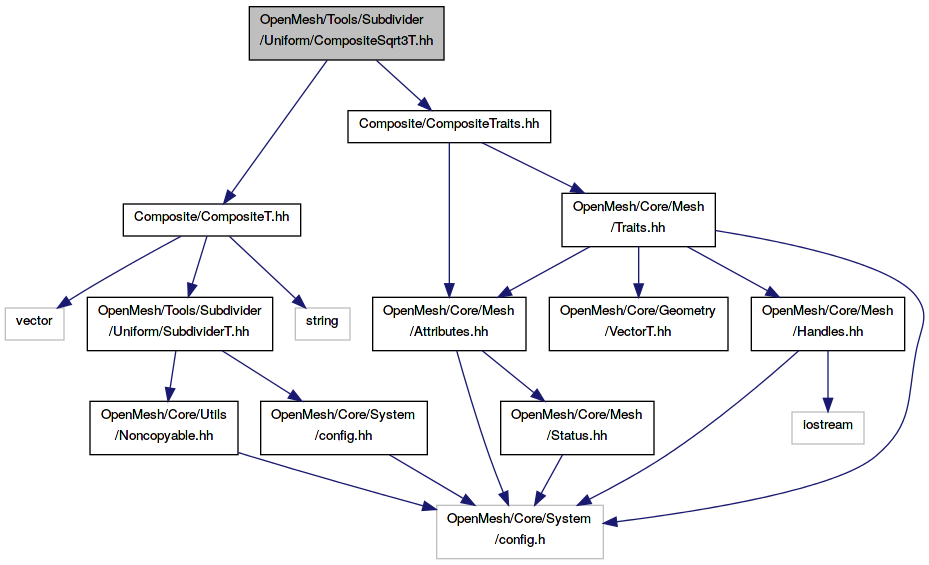 OpenMesh/Tools/Subdivider
/Uniform/CompositeSqrt3T.hh
Composite/CompositeTraits.hh
OpenMesh/Core/Mesh
/Traits.hh
Composite/CompositeT.hh
vector
OpenMesh/Tools/Subdivider
/Uniform/SubdividerT.hh
string
OpenMesh/Core/Mesh
/Attributes.hh
OpenMesh/Core/Geometry
/VectorT.hh
OpenMesh/Core/Mesh
/Handles.hh
OpenMesh/Core/Utils
/Noncopyable.hh
OpenMesh/Core/System
/config.hh
OpenMesh/Core/Mesh
/Status.hh
iostream
OpenMesh/Core/System
/config.h